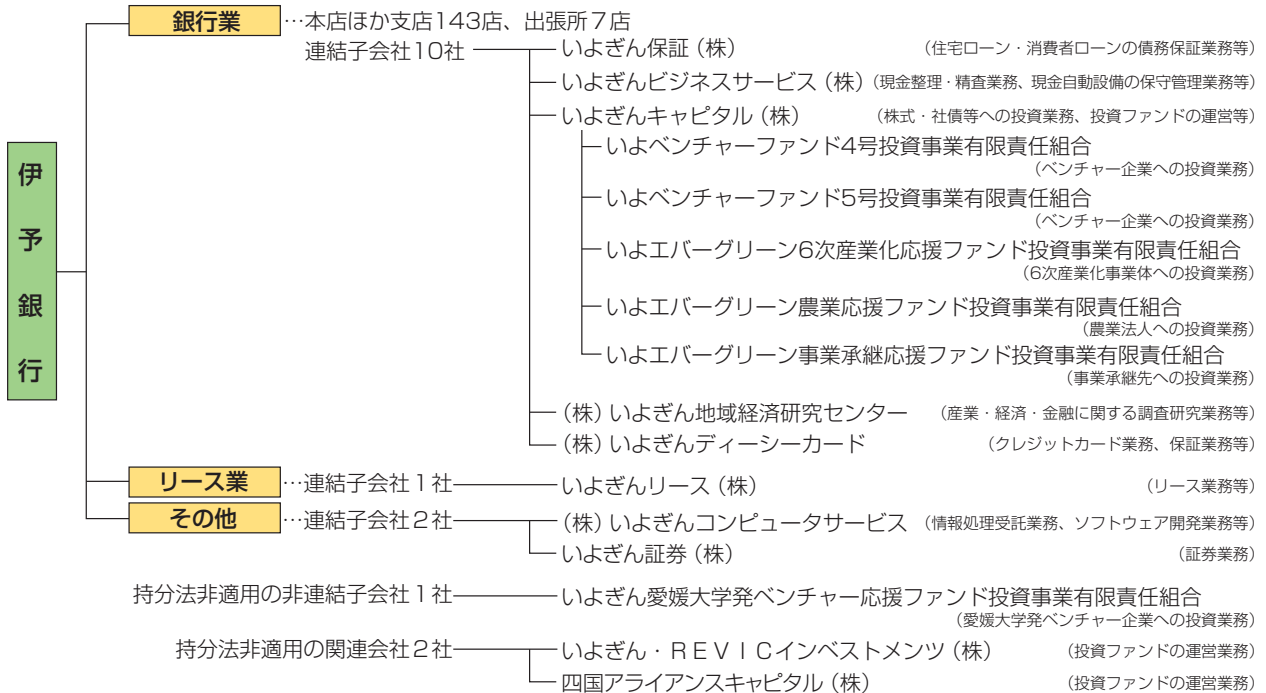 伊予銀行
銀行業 …本店ほか支店143店、出張所7店
連結子会社10社
いよぎん保証(株) (住宅ローン・消費者ローンの債務保証業務等)
いよぎんビジネスサービス(株) (現金整理・精査業務、現金自動設備の保守管理業務等)
いよぎんキャピタル(株) (株式・社債等への投資業務、投資ファンドの運営等)
いよベンチャーファンド4号投資事業有限責任組合
(ベンチャー企業への投資業務)
いよベンチャーファンド5号投資事業有限責任組合
(ベンチャー企業への投資業務)
いよエバーグリーン6次産業化応援ファンド投資事業有限責任組合
(6次産業化事業体への投資業務)
いよエバーグリーン農業応援ファンド投資事業有限責任組合
(農業法人への投資業務)
いよエバーグリーン事業承継応援ファンド投資事業有限責任組合
(事業承継先への投資業務)
(株)いよぎん地域経済研究センター (産業・経済・金融に関する調査研究業務等)
(株)いよぎんディーシーカード (クレジットカード業務、保証業務等)
リース業 …連結子会社1社 いよぎんリース(株) (リース業務等)
その他 …連結子会社2社 (株)いよぎんコンピュータサービス (情報処理受託業務、ソフトウェア開発業務等)
いよぎん証券(株) (証券業務)
持分法非適用の非連結子会社1社 いよぎん愛媛大学発ベンチャー応援ファンド投資事業有限責任組合
(愛媛大学発ベンチャー企業への投資業務)
持分法非適用の関連会社2社 いよぎん・REVICインベストメンツ(株) (投資ファンドの運営業務)
四国アライアンスキャピタル(株) (投資ファンドの運営業務)